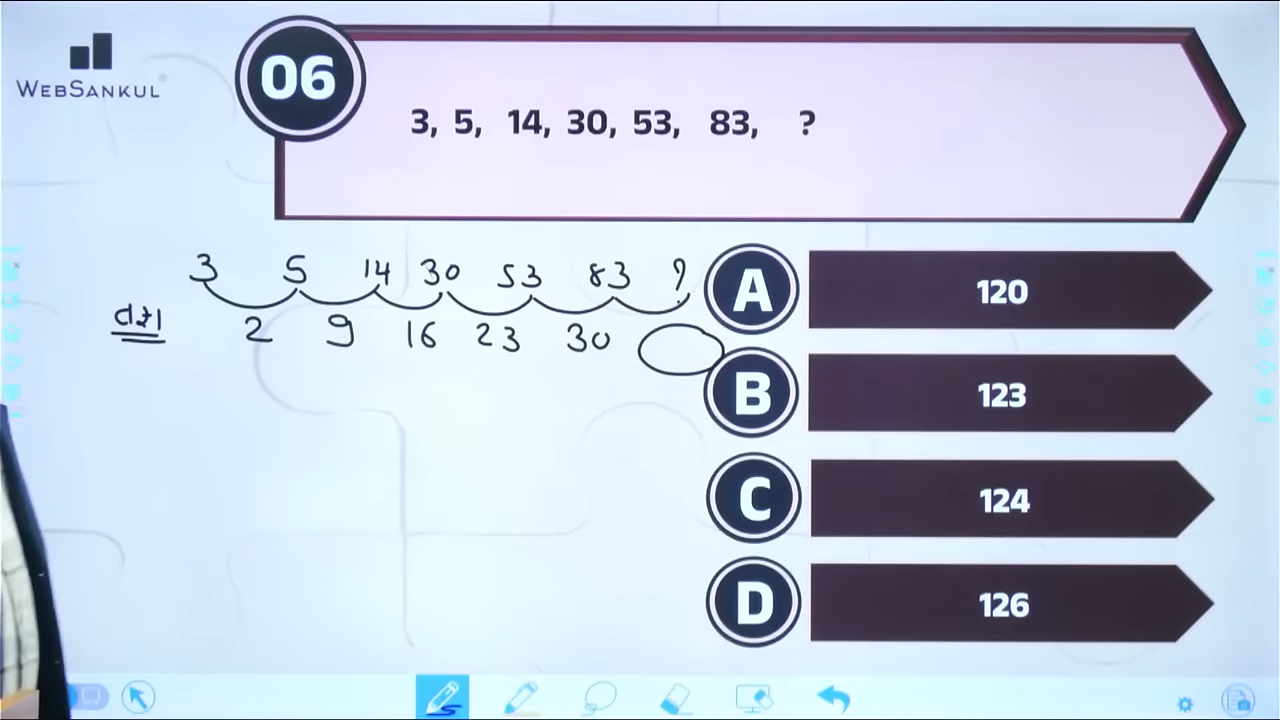 WEBSANKUL
06
3, 5, 14, 30, 53, 83, ?
3 5 14 30 53 83 ?
2 9 16 23 30
A 120
B 123
C 124
D 126